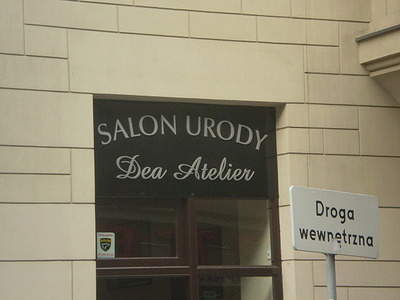 SALON URODY
Dea Atelier
Droga
wewnętrzna